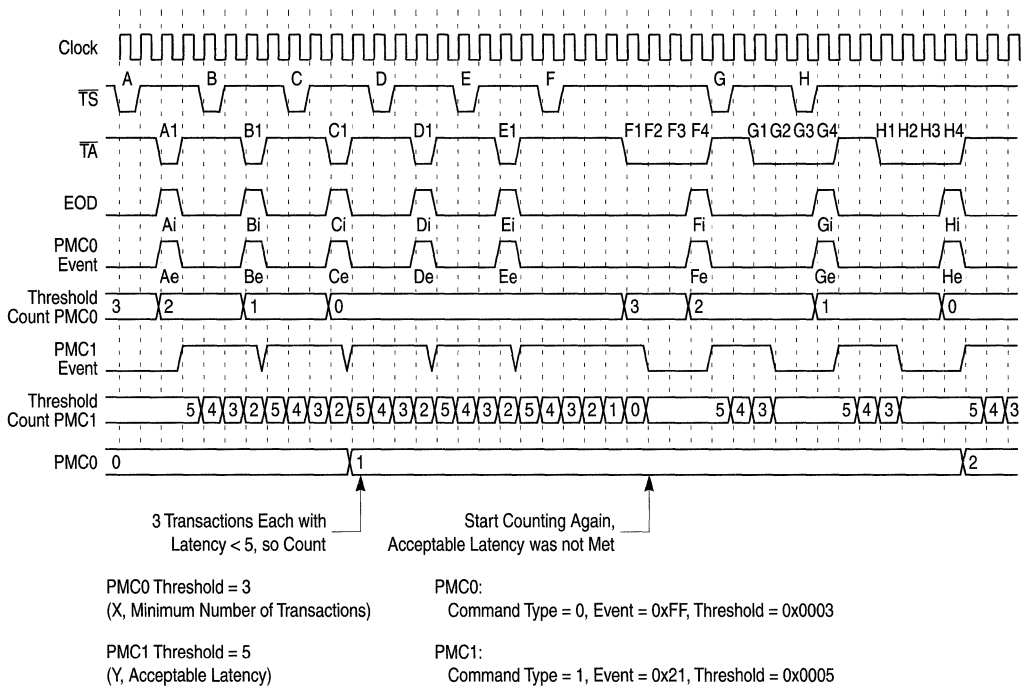 Clock
A B C D E F G H
TS
A1 B1 C1 D1 E1 F1 F2 F3 F4 G1 G2 G3 G4 H1 H2 H3 H4
TA
EOD
Ai Bi Ci Di Ei Fi Gi Hi
PMC0
Event
Ae Be Ce De Ee Fe Ge He
Threshold
Count PMC0
3 2 1 0 3 2 1 0
PMC1
Event
Threshold
Count PMC1
5 4 3 2 5 4 3 2 5 4 3 2 5 4 3 2 5 4 3 2 1 0 5 4 3 5 4 3 5 4 3
PMC0
0 1 2
3 Transactions Each with
Latency < 5, so Count
Start Counting Again,
Acceptable Latency was not Met
PMC0 Threshold = 3
(X, Minimum Number of Transactions)
PMC0:
Command Type = 0, Event = 0xFF, Threshold = 0x0003
PMC1 Threshold = 5
(Y, Acceptable Latency)
PMC1:
Command Type = 1, Event = 0x21, Threshold = 0x0005